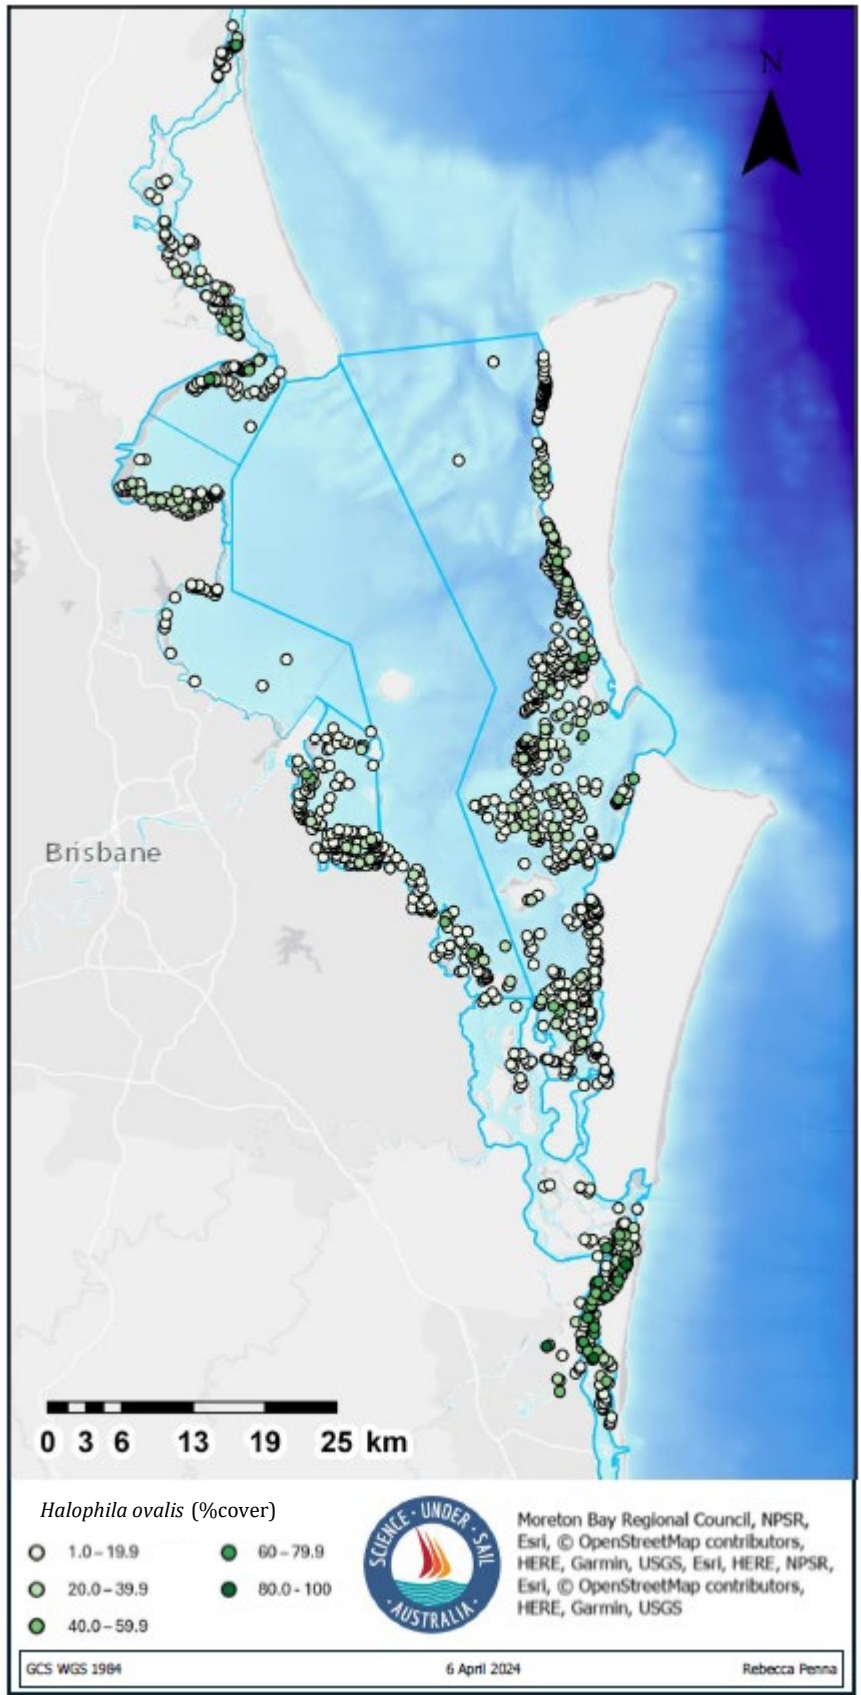 N
Brisbane
0 3 6 13 19 25 km
Halophila ovalis (%cover)
1.0 – 19.9
20.0 – 39.9
40.0 – 59.9
60 – 79.9
80.0 - 100
SCIENCE · UNDER · SAIL
· AUSTRALIA ·
Moreton Bay Regional Council, NPSR,
Esri, © OpenStreetMap contributors,
HERE, Garmin, USGS, Esri, HERE, NPSR,
Esri, © OpenStreetMap contributors,
HERE, Garmin, USGS
GCS WGS 1984
6 April 2024
Rebecca Penna